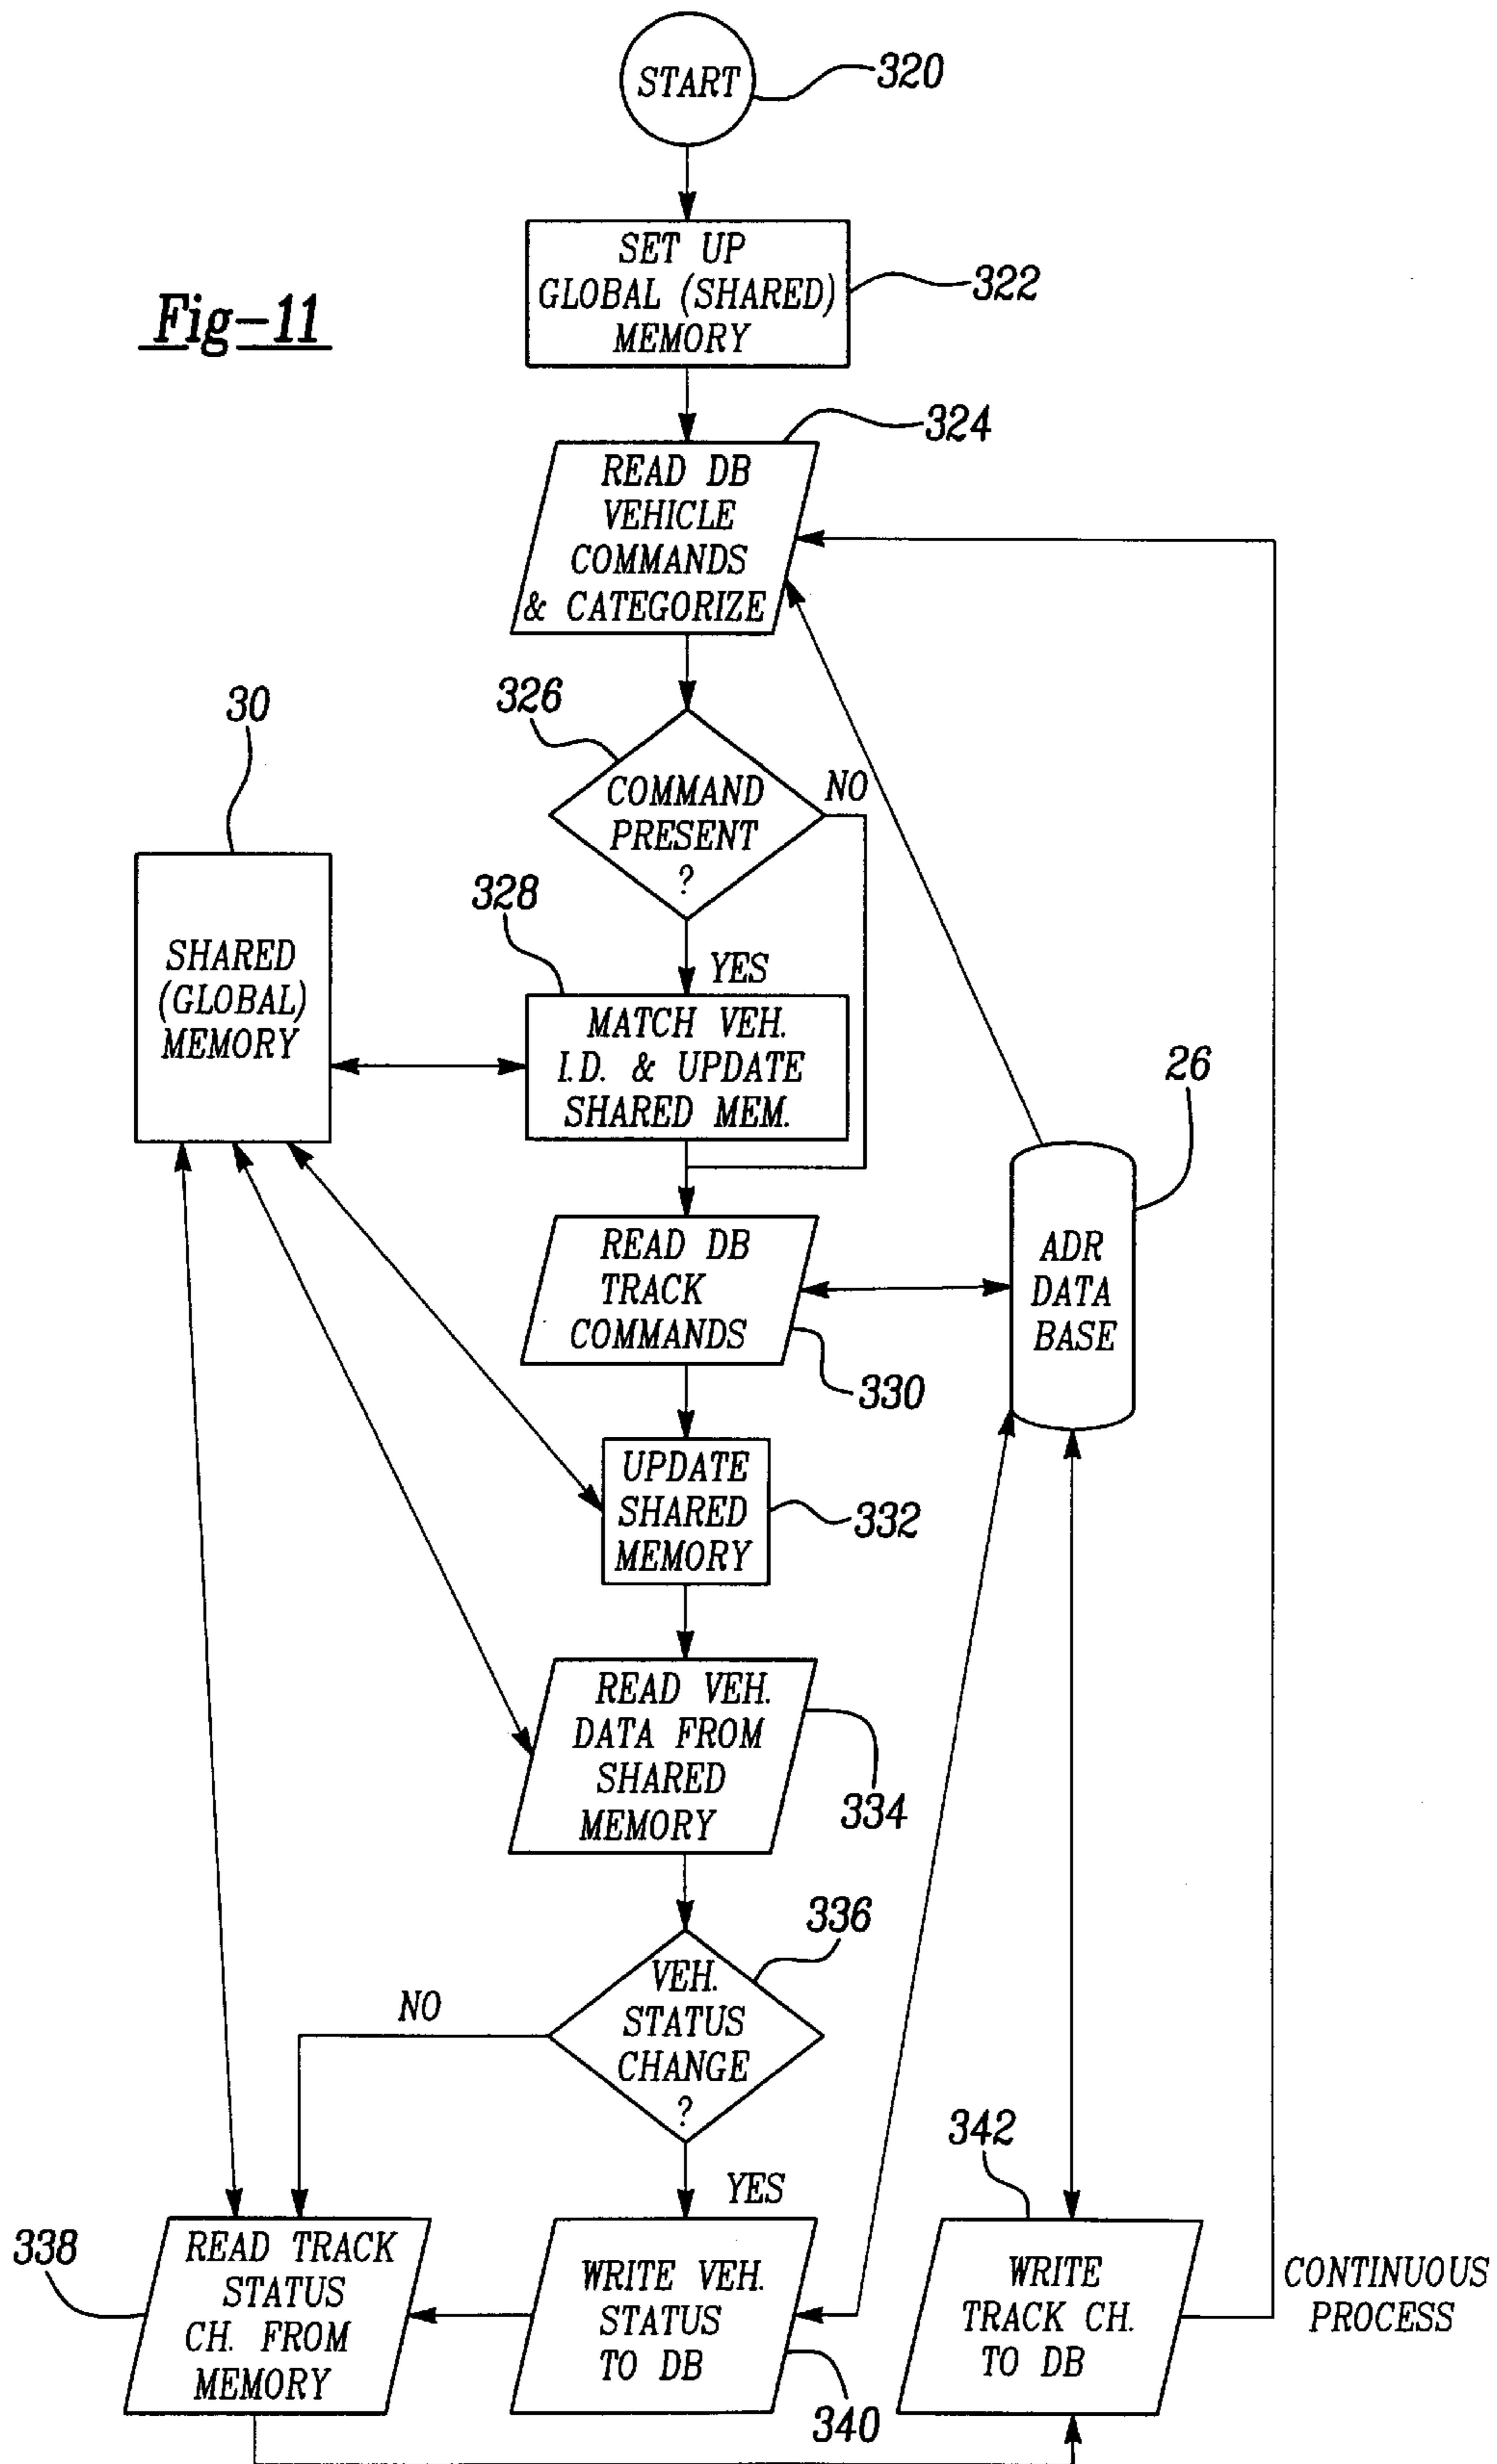 START
320
SET UP
GLOBAL (SHARED)
MEMORY
322
Fig-11
324
READ DB
VEHICLE
COMMANDS
& CATEGORIZE
326
30
COMMAND
PRESENT
?
NO
328
YES
SHARED
(GLOBAL)
MEMORY
MATCH VEH.
I.D. & UPDATE
SHARED MEM.
26
READ DB
TRACK
COMMANDS
ADR
DATA
BASE
330
UPDATE
SHARED
MEMORY
332
READ VEH.
DATA FROM
SHARED
MEMORY
334
336
VEH.
STATUS
CHANGE
?
NO
YES
342
338
READ TRACK
STATUS
CH. FROM
MEMORY
WRITE VEH.
STATUS
TO DB
340
WRITE
TRACK CH.
TO DB
CONTINUOUS
PROCESS